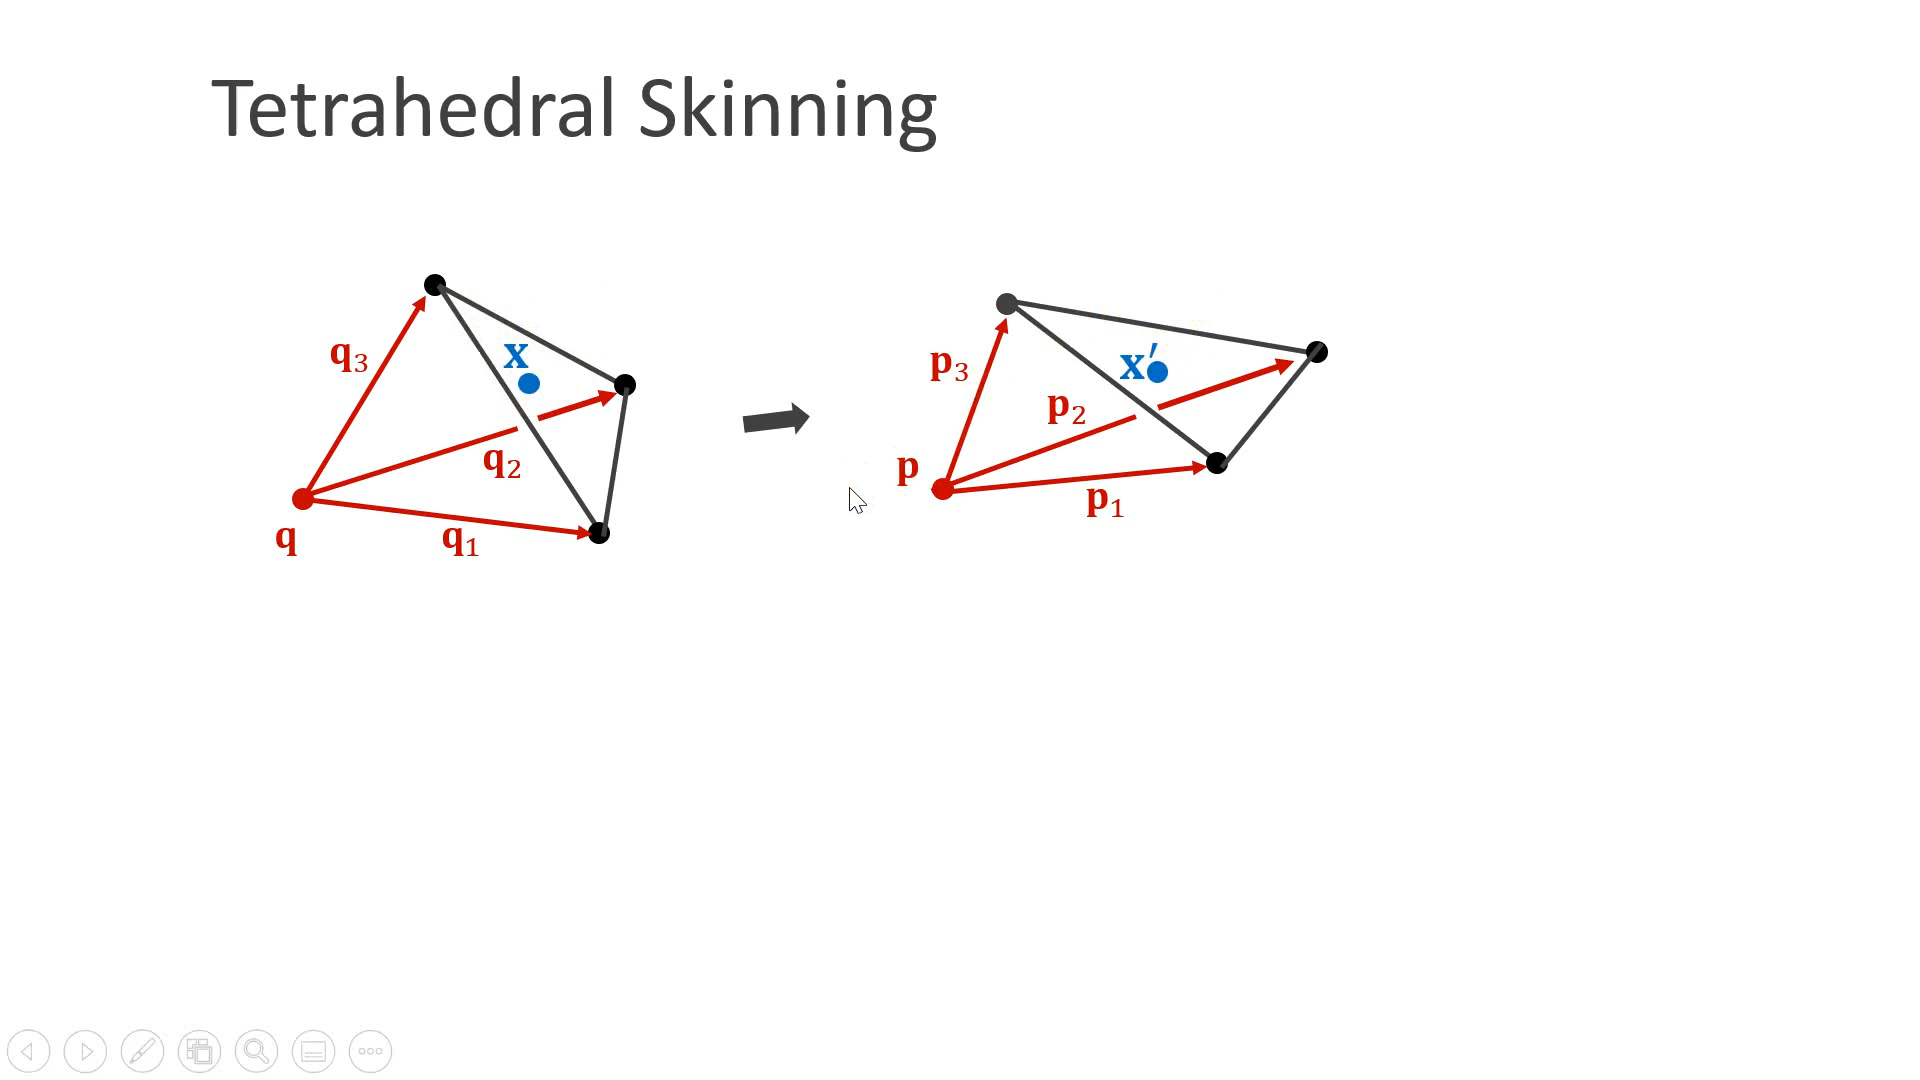 Tetrahedral Skinning
q₃
x
q₂
q
q₁
p₃
x′
p₂
p
p₁